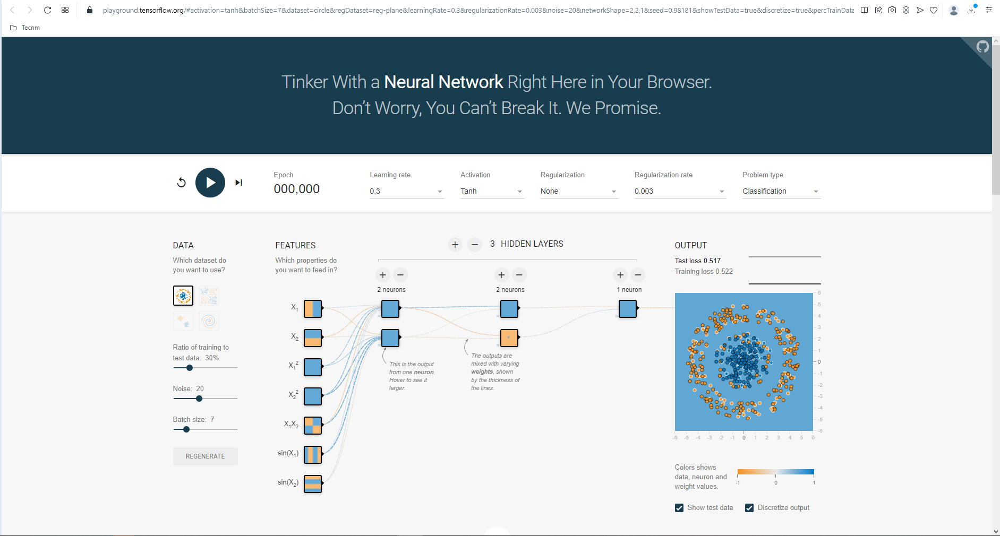 playground.tensorflow.org/#activation=tanh&batchSize=7&dataset=circle&regDataset=reg-plane&learningRate=0.3&regularizationRate=0.003&noise=20&networkShape=2,2,1&seed=0.98181&showTestData=true&discretize=true&percTrainData
Tecnm
Tinker With a Neural Network Right Here in Your Browser.
Don't Worry, You Can't Break It. We Promise.
Epoch
000,000
Learning rate
0.3
Activation
Tanh
Regularization
None
Regularization rate
0.003
Problem type
Classification
DATA
Which dataset do
you want to use?
Ratio of training to
test data: 30%
Noise: 20
Batch size: 7
REGENERATE
FEATURES
Which properties do
you want to feed in?
X₁
X₂
X₁²
X₂²
X₁X₂
sin(X₁)
sin(X₂)
+ − 3 HIDDEN LAYERS
+ −
2 neurons
+ −
2 neurons
+ −
1 neuron
This is the output
from one neuron.
Hover to see it
larger.
The outputs are
mixed with varying
weights, shown
by the thickness of
the lines.
OUTPUT
Test loss 0.517
Training loss 0.522
6
5
4
3
2
1
0
-1
-2
-3
-4
-5
-6
-6 -5 -4 -3 -2 -1 0 1 2 3 4 5 6
Colors shows
data, neuron and
weight values.
-1 0 1
Show test data
Discretize output